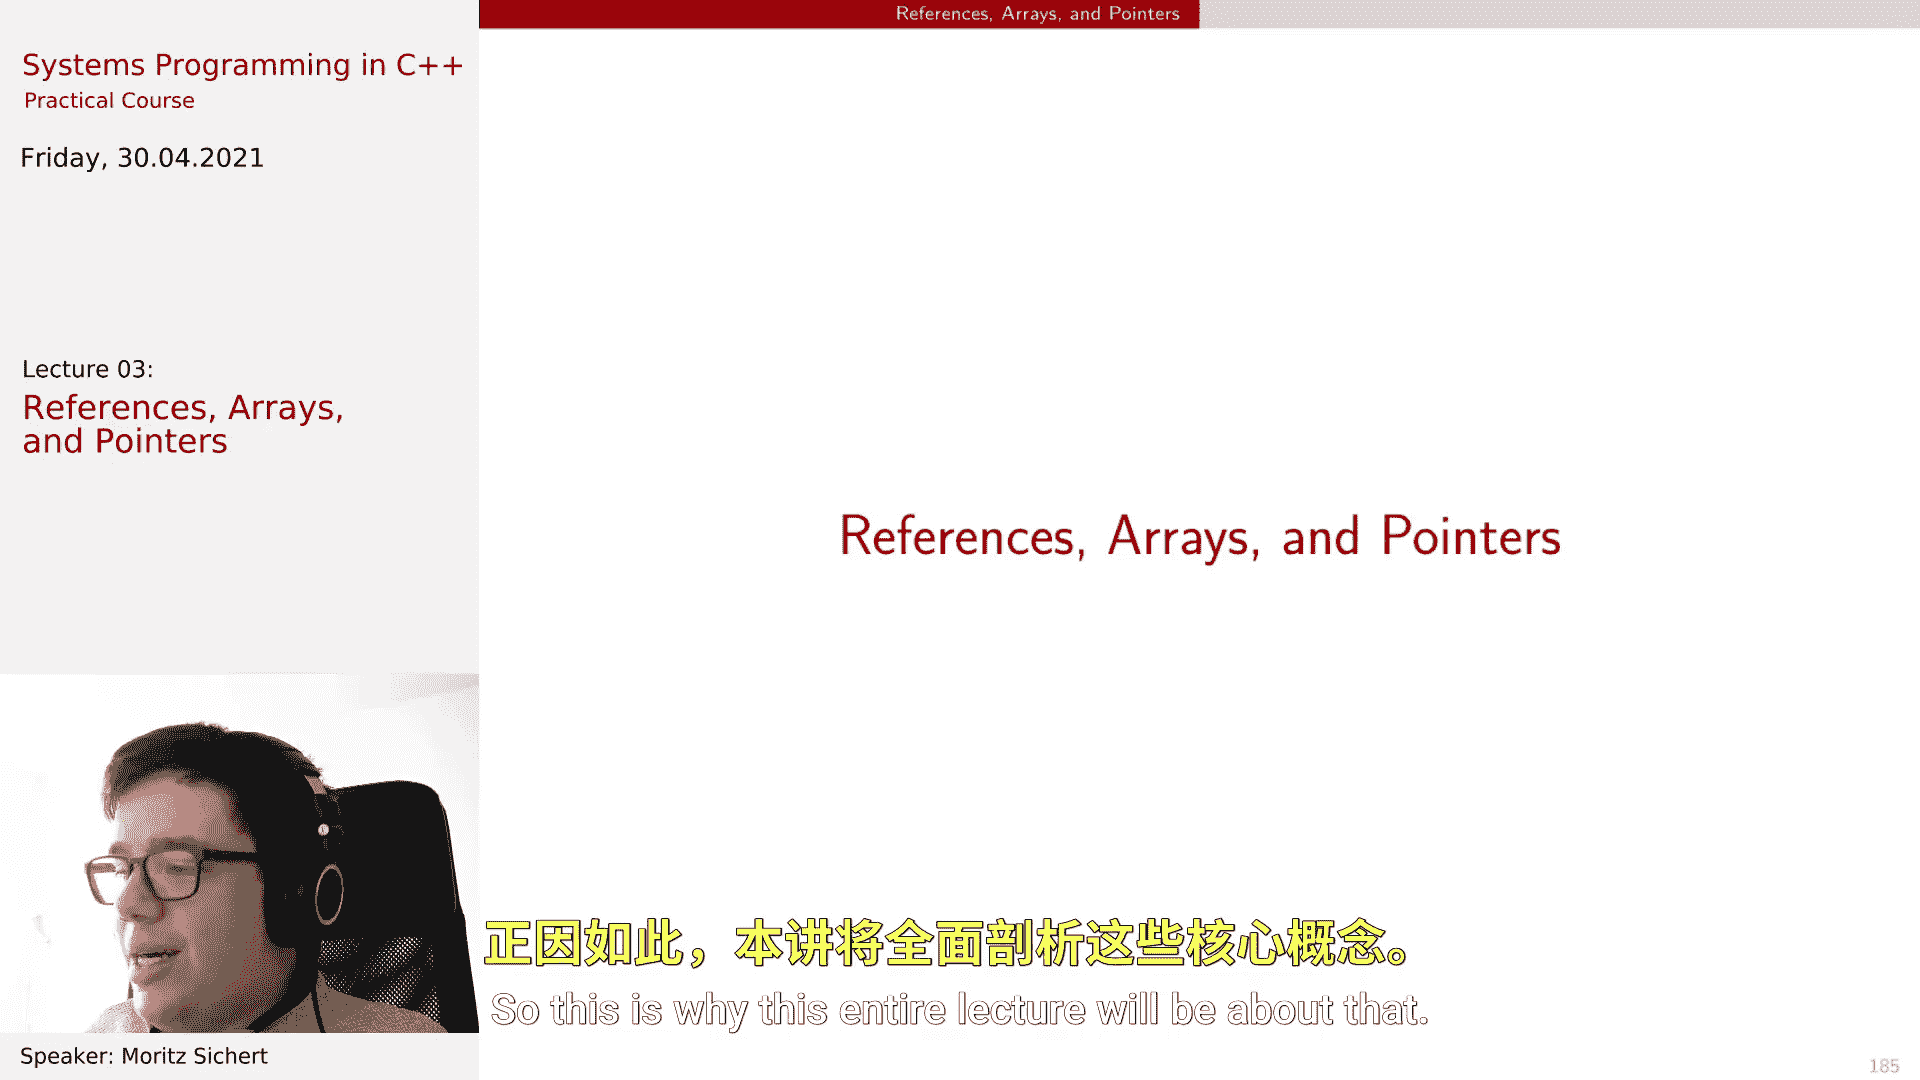 References, Arrays, and Pointers
Systems Programming in C++
Practical Course
Friday, 30.04.2021
Lecture 03:
References, Arrays,
and Pointers
References, Arrays, and Pointers
正因如此，本讲将全面剖析这些核心概念。
So this is why this entire lecture will be about that.
Speaker: Moritz Sichert
185